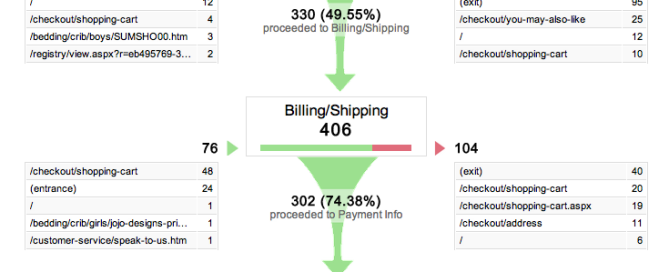 / 12
/checkout/shopping-cart 4
/bedding/crib/boys/SUMSHO00.htm 3
/registry/view.aspx?r=eb495769-3... 2
330 (49.55%)
proceeded to Billing/Shipping
(exit) 95
/checkout/you-may-also-like 25
/ 12
/checkout/shopping-cart 10
Billing/Shipping
406
76
104
/checkout/shopping-cart 48
(entrance) 24
/ 1
/bedding/crib/girls/jojo-designs-pri... 1
/customer-service/speak-to-us.htm 1
302 (74.38%)
proceeded to Payment Info
(exit) 40
/checkout/shopping-cart 20
/checkout/shopping-cart.aspx 19
/checkout/address 11
/ 6